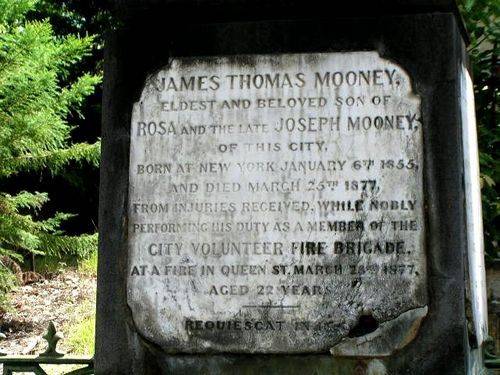 JAMES THOMAS MOONEY,
ELDEST AND BELOVED SON OF
ROSA AND THE LATE JOSEPH MOONEY,
OF THIS CITY.
BORN AT NEW YORK JANUARY 6TH 1855,
AND DIED MARCH 25TH 1877,
FROM INJURIES RECEIVED, WHILE NOBLY
PERFORMING HIS DUTY AS A MEMBER OF THE
CITY VOLUNTEER FIRE BRIGADE,
AT A FIRE IN QUEEN ST, MARCH 1877,
AGED 22 YEAR
REQUIESCAT IN